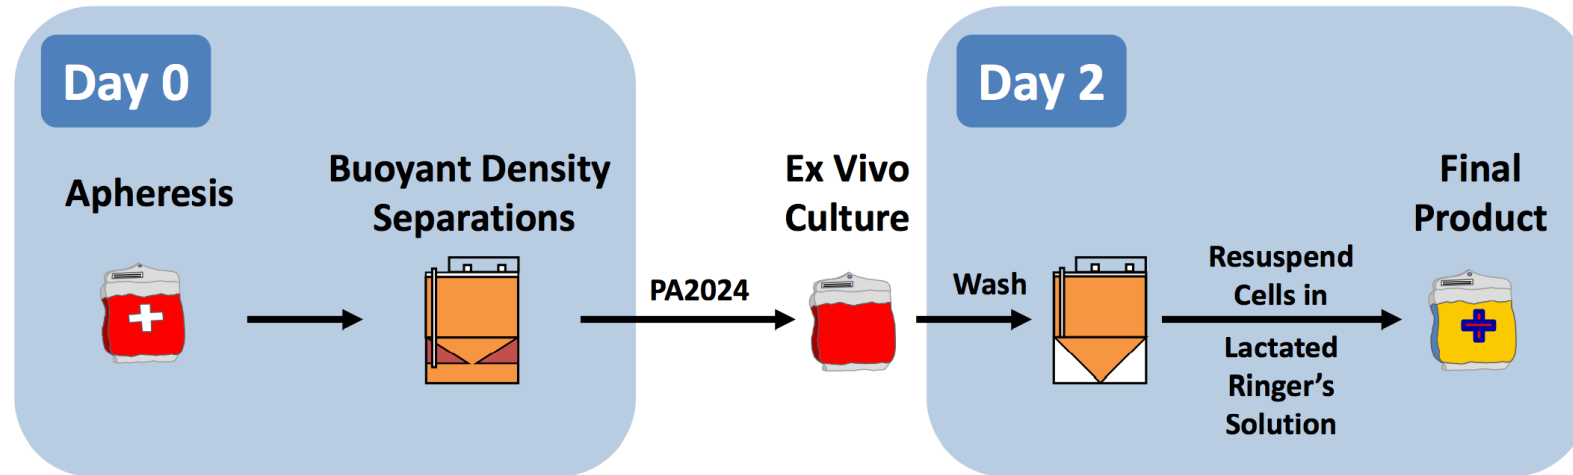 Day 0
Apheresis
Buoyant Density
Separations
PA2024
Ex Vivo
Culture
Day 2
Wash
Resuspend
Cells in
Lactated
Ringer's
Solution
Final
Product